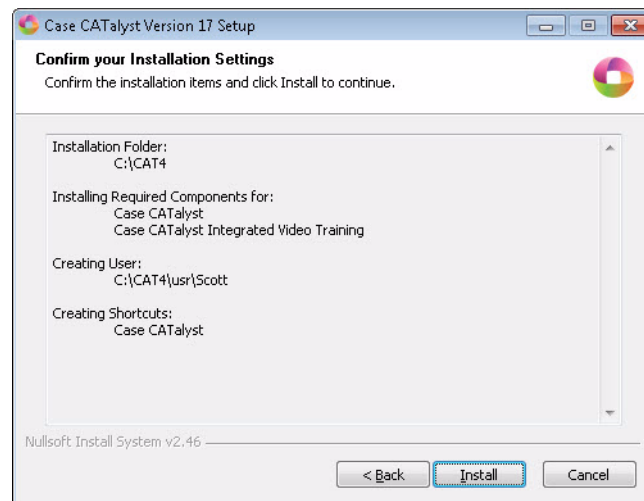 Case CATalyst Version 17 Setup
Confirm your Installation Settings
Confirm the installation items and click Install to continue.
Installation Folder:
C:\CAT4
Installing Required Components for:
Case CATalyst
Case CATalyst Integrated Video Training
Creating User:
C:\CAT4\usr\Scott
Creating Shortcuts:
Case CATalyst
Nullsoft Install System v2.46
< Back
Install
Cancel